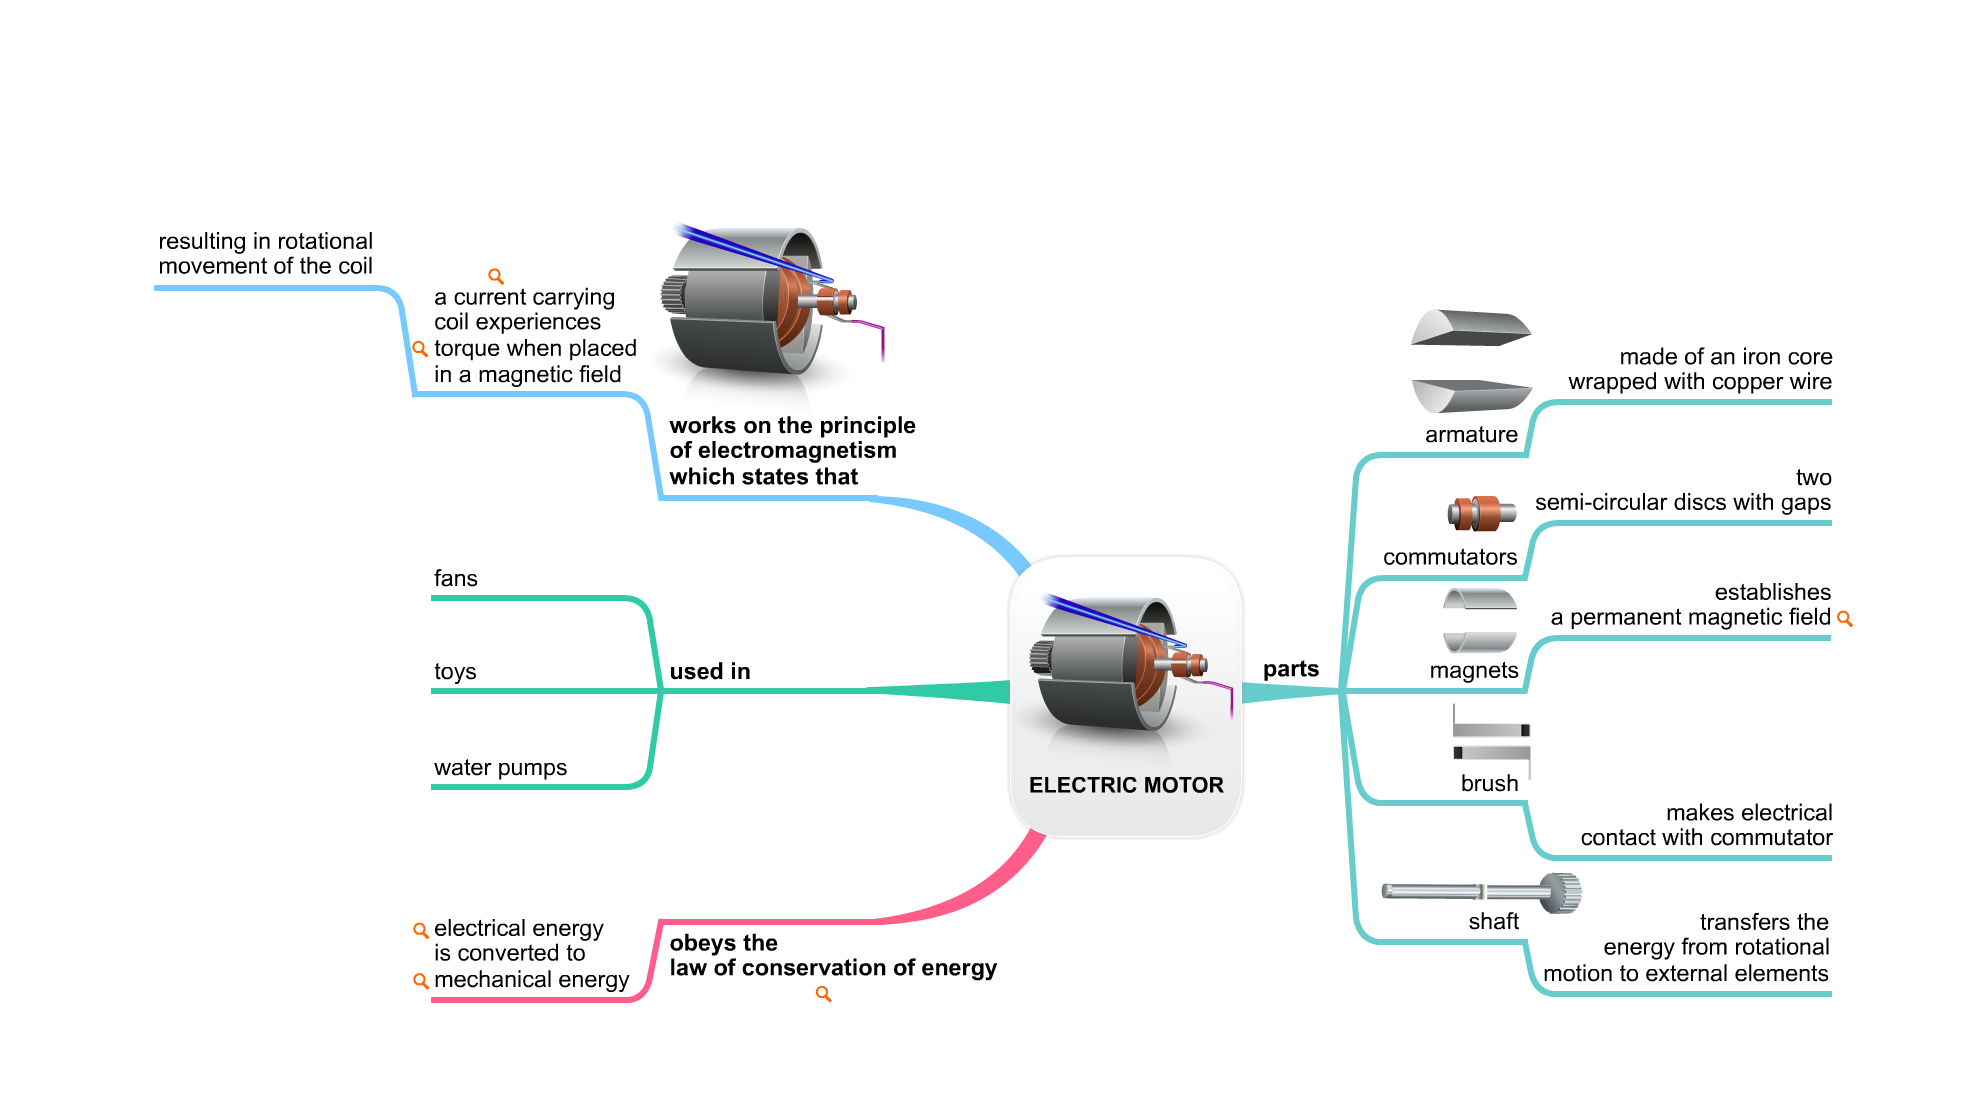 resulting in rotational
movement of the coil
a current carrying
coil experiences
torque when placed
in a magnetic field
works on the principle
of electromagnetism
which states that
fans
toys
water pumps
used in
electrical energy
is converted to
mechanical energy
obeys the
law of conservation of energy
ELECTRIC MOTOR
parts
armature
made of an iron core
wrapped with copper wire
commutators
two
semi-circular discs with gaps
magnets
establishes
a permanent magnetic field
brush
makes electrical
contact with commutator
shaft
transfers the
energy from rotational
motion to external elements